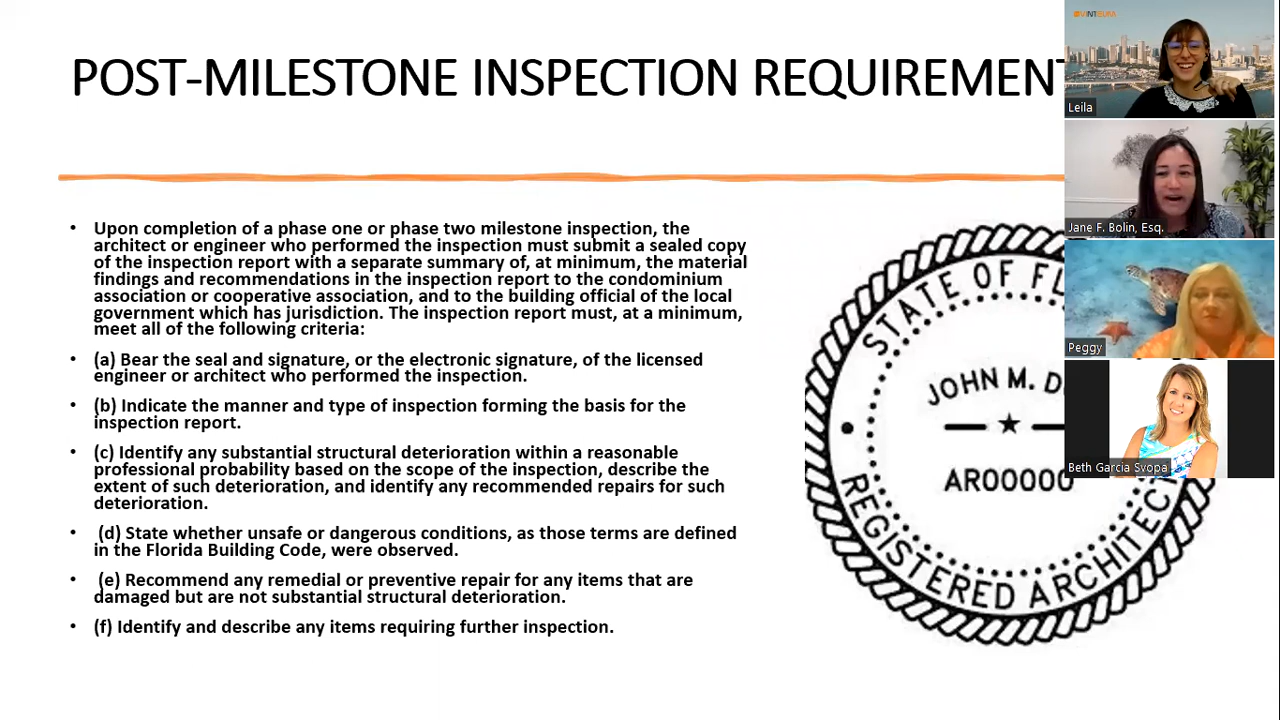 POST-MILESTONE INSPECTION REQUIREMEN
• Upon completion of a phase one or phase two milestone inspection, the
architect or engineer who performed the inspection must submit a sealed copy
of the inspection report with a separate summary of, at minimum, the material
findings and recommendations in the inspection report to the condominium
association or cooperative association, and to the building official of the local
government which has jurisdiction. The inspection report must, at a minimum,
meet all of the following criteria:
• (a) Bear the seal and signature, or the electronic signature, of the licensed
engineer or architect who performed the inspection.
• (b) Indicate the manner and type of inspection forming the basis for the
inspection report.
• (c) Identify any substantial structural deterioration within a reasonable
professional probability based on the scope of the inspection, describe the
extent of such deterioration, and identify any recommended repairs for such
deterioration.
• (d) State whether unsafe or dangerous conditions, as those terms are defined
in the Florida Building Code, were observed.
• (e) Recommend any remedial or preventive repair for any items that are
damaged but are not substantial structural deterioration.
• (f) Identify and describe any items requiring further inspection.
STATE OF FL
JOHN M. D
AR00000
REGISTERED ARCHITEC
VINTEUM
Leila
Jane F. Bolin, Esq.
Peggy
Beth Garcia Svopa